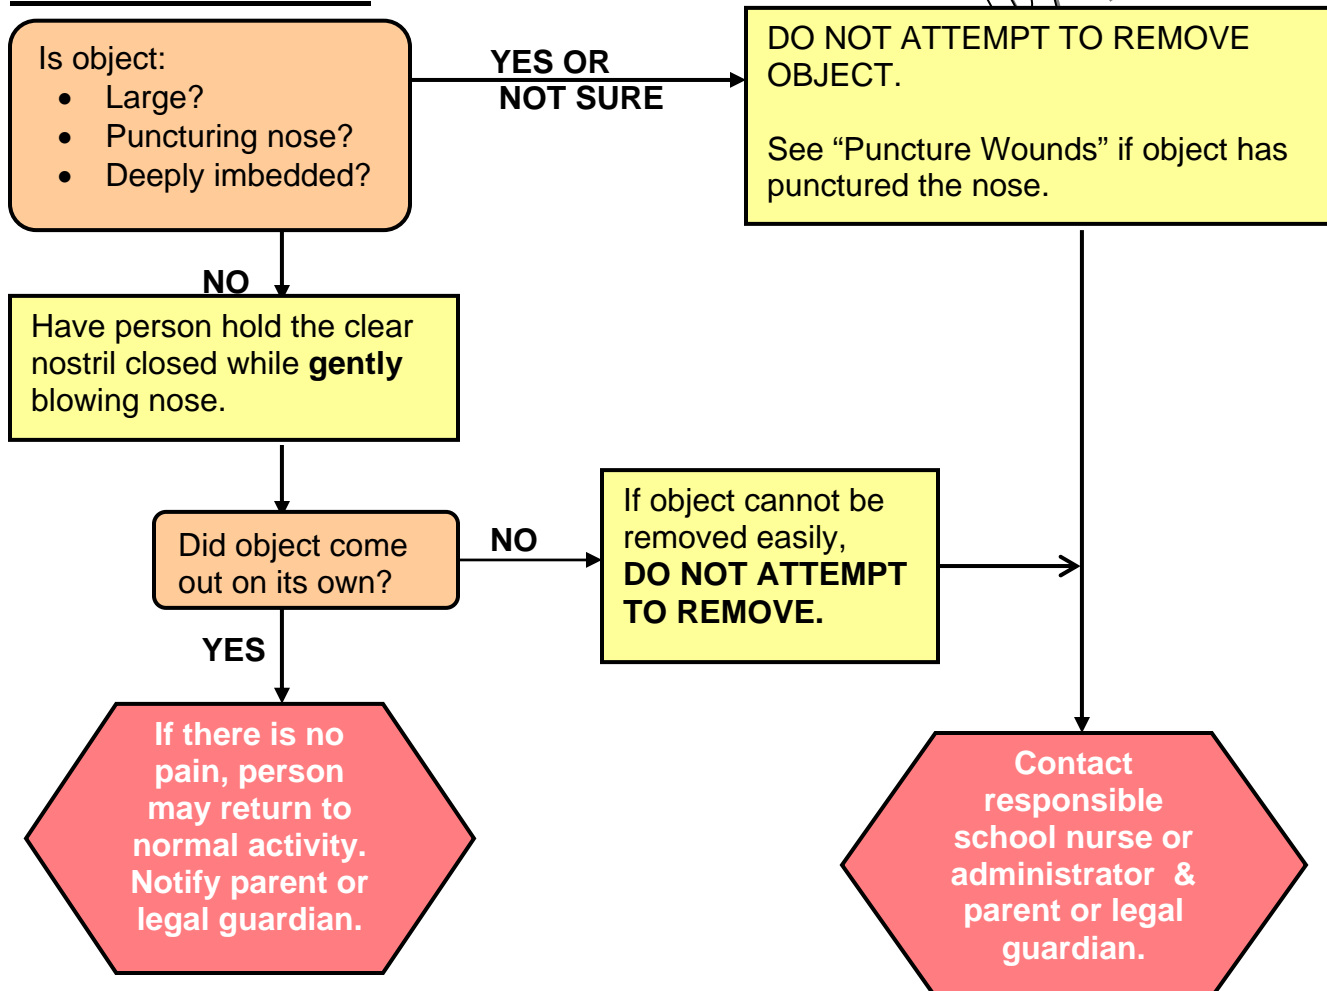 Is object:
• Large?
• Puncturing nose?
• Deeply imbedded?
YES OR
NOT SURE
DO NOT ATTEMPT TO REMOVE
OBJECT.
See “Puncture Wounds” if object has
punctured the nose.
NO
Have person hold the clear
nostril closed while gently
blowing nose.
Did object come
out on its own?
NO
If object cannot be
removed easily,
DO NOT ATTEMPT
TO REMOVE.
YES
If there is no
pain, person
may return to
normal activity.
Notify parent or
legal guardian.
Contact
responsible
school nurse or
administrator &
parent or legal
guardian.